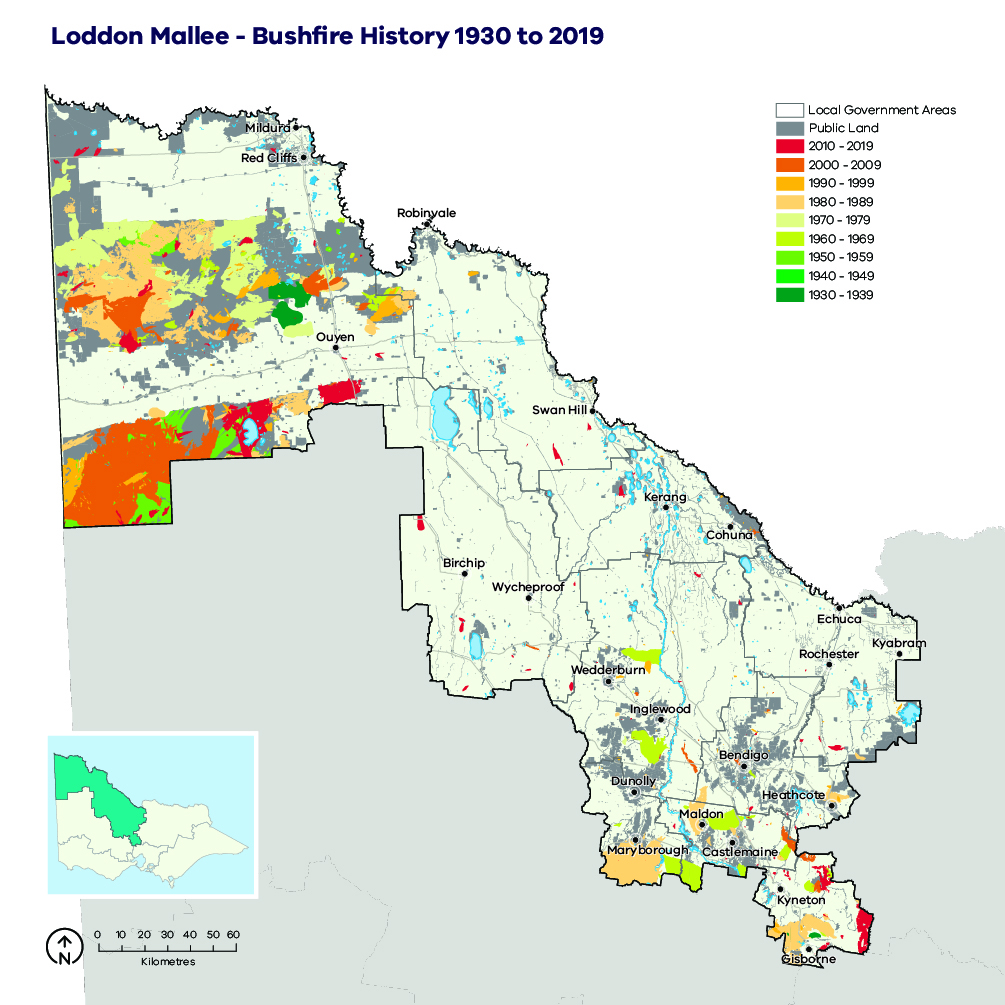 Loddon Mallee - Bushfire History 1930 to 2019
Local Government Areas
Public Land
2010 - 2019
2000 - 2009
1990 - 1999
1980 - 1989
1970 - 1979
1960 - 1969
1950 - 1959
1940 - 1949
1930 - 1939
Mildura
Red Cliffs
Robinvale
Ouyen
Swan Hill
Kerang
Cohuna
Birchip
Wycheproof
Echuca
Kyabram
Rochester
Wedderburn
Inglewood
Bendigo
Dunolly
Heathcote
Maldon
Maryborough
Castlemaine
Kyneton
Gisborne
0 10 20 30 40 50 60
Kilometres
N